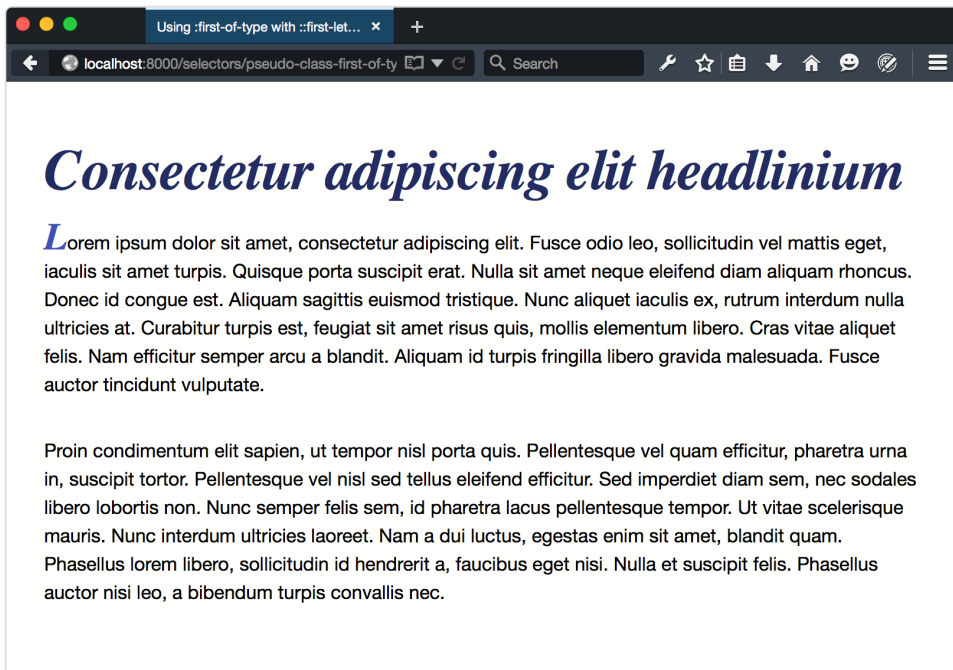 Using :first-of-type with ::first-let...
localhost:8000/selectors/pseudo-class-first-of-ty
Search
Consectetur adipiscing elit headlinium
Lorem ipsum dolor sit amet, consectetur adipiscing elit. Fusce odio leo, sollicitudin vel mattis eget,
iaculis sit amet turpis. Quisque porta suscipit erat. Nulla sit amet neque eleifend diam aliquam rhoncus.
Donec id congue est. Aliquam sagittis euismod tristique. Nunc aliquet iaculis ex, rutrum interdum nulla
ultricies at. Curabitur turpis est, feugiat sit amet risus quis, mollis elementum libero. Cras vitae aliquet
felis. Nam efficitur semper arcu a blandit. Aliquam id turpis fringilla libero gravida malesuada. Fusce
auctor tincidunt vulputate.
Proin condimentum elit sapien, ut tempor nisl porta quis. Pellentesque vel quam efficitur, pharetra urna
in, suscipit tortor. Pellentesque vel nisl sed tellus eleifend efficitur. Sed imperdiet diam sem, nec sodales
libero lobortis non. Nunc semper felis sem, id pharetra lacus pellentesque tempor. Ut vitae scelerisque
mauris. Nunc interdum ultricies laoreet. Nam a dui luctus, egestas enim sit amet, blandit quam.
Phasellus lorem libero, sollicitudin id hendrerit a, faucibus eget nisi. Nulla et suscipit felis. Phasellus
auctor nisi leo, a bibendum turpis convallis nec.